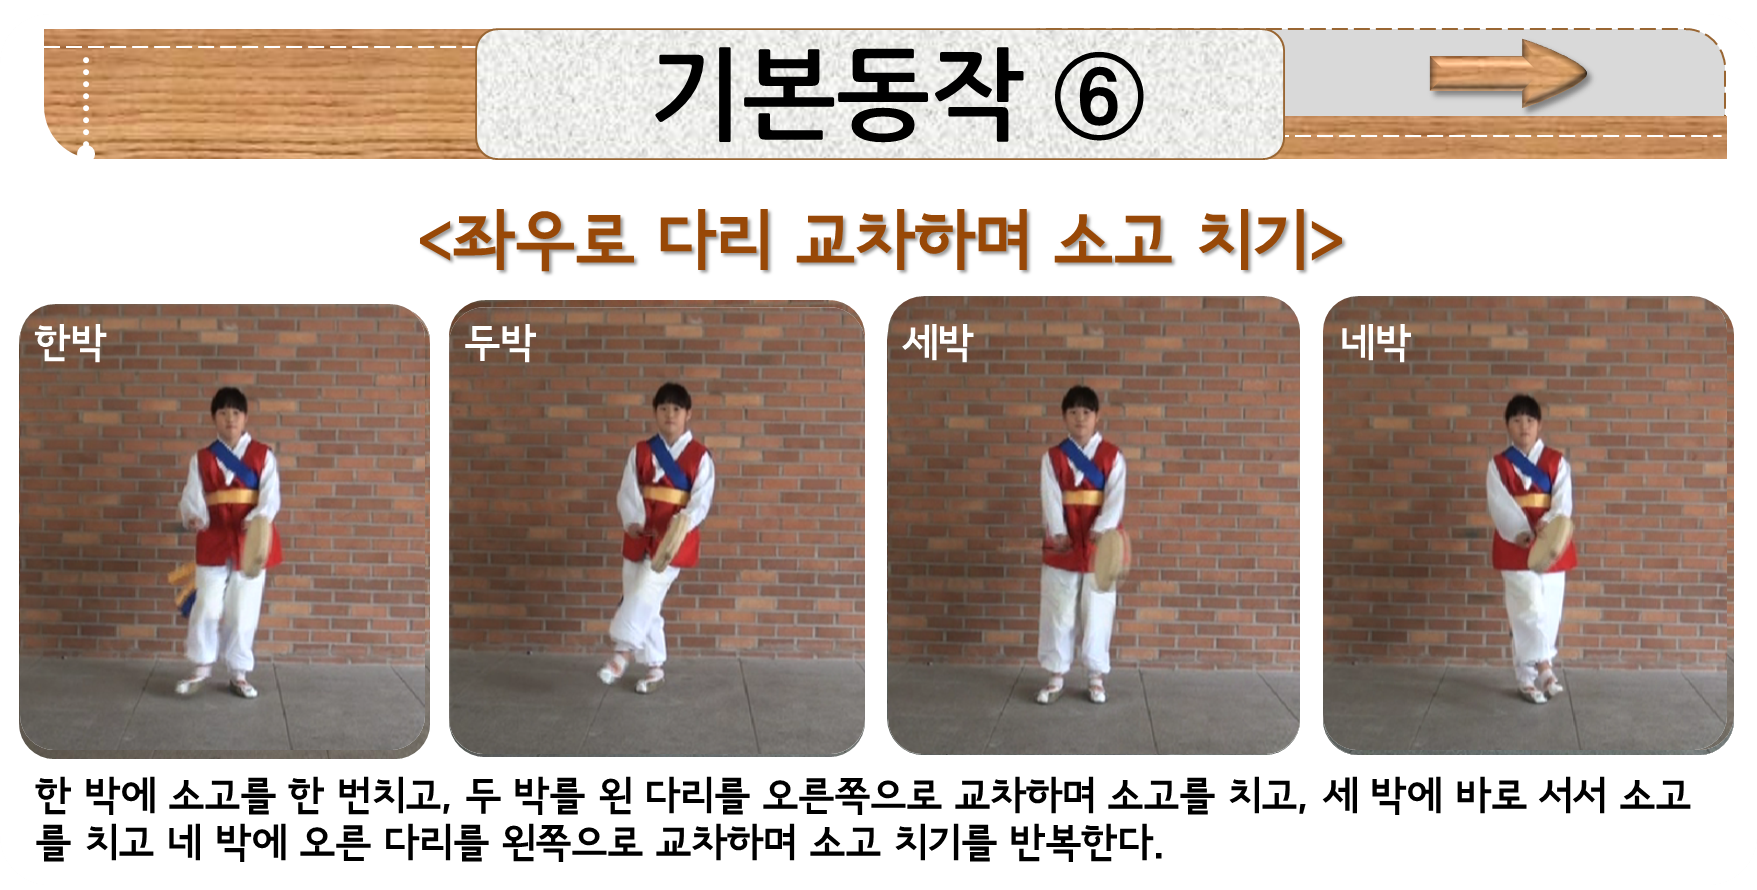 기본동작 ⑥
<좌우로 다리 교차하며 소고 치기>
한박
두박
세박
네박
한 박에 소고를 한 번치고, 두 박를 왼 다리를 오른쪽으로 교차하며 소고를 치고, 세 박에 바로 서서 소고
를 치고 네 박에 오른 다리를 왼쪽으로 교차하며 소고 치기를 반복한다.